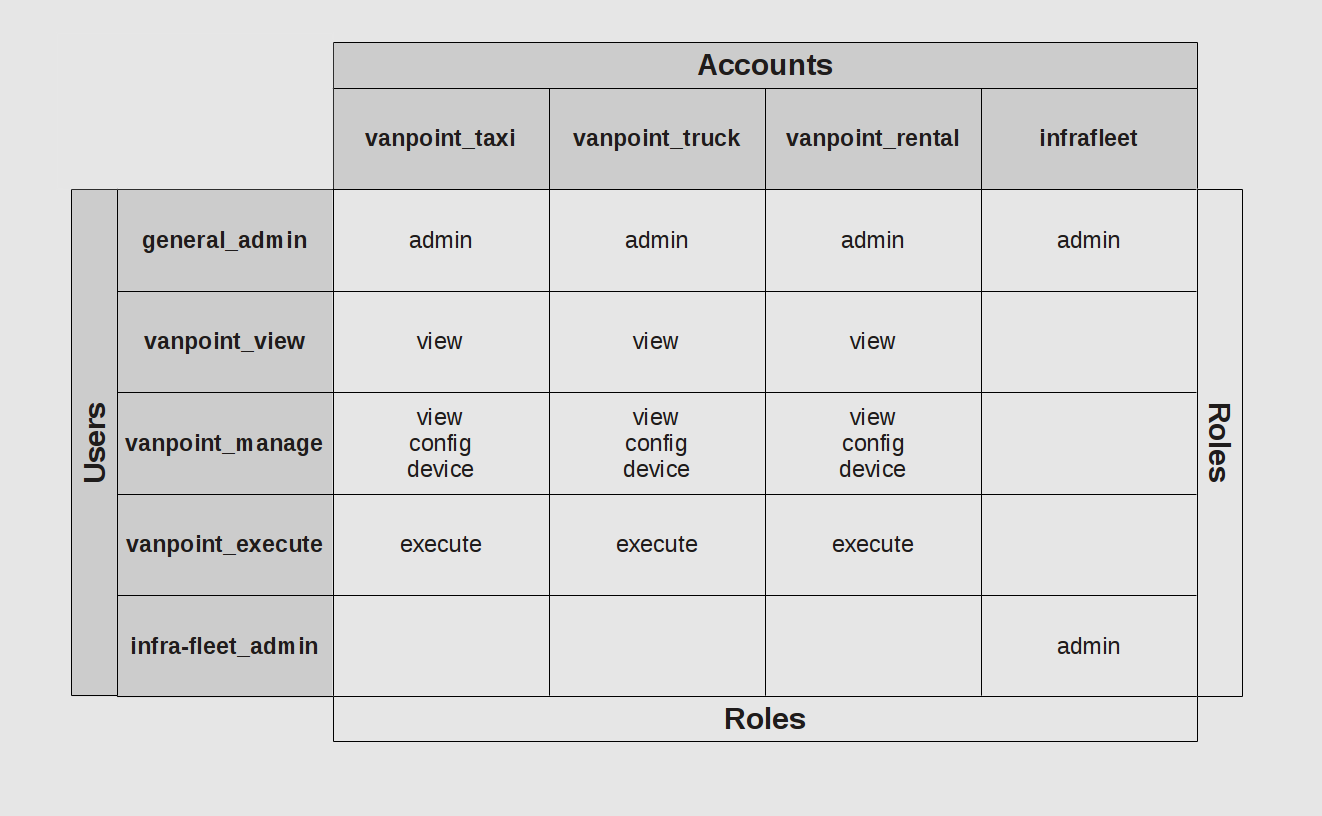 Accounts
vanpoint_taxi vanpoint_truck vanpoint_rental infrafleet
Users
general_admin admin admin admin admin
vanpoint_view view view view
vanpoint_manage view config device view config device view config device
vanpoint_execute execute execute execute
infra-fleet_admin admin
Roles
Roles